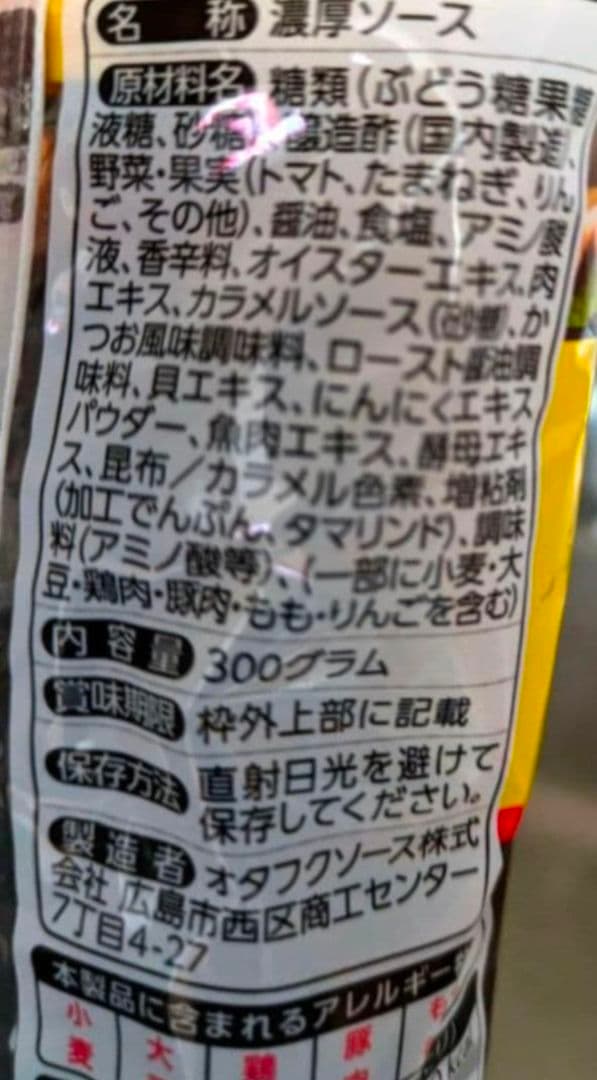 名称 濃厚ソース
原材料名 糖類(ぶどう糖果糖
液糖、砂糖)、醸造酢(国内製造)、
野菜・果実(トマト、たまねぎ、りん
ご、その他)、醤油、食塩、アミノ酸
液、香辛料、オイスターエキス、肉
エキス、カラメルソース(砂糖)、か
つお風味調味料、ロースト醤油調
味料、貝エキス、にんにくエキス
パウダー、魚肉エキス、酵母エキ
ス、昆布/カラメル色素、増粘剤
(加工でんぷん、タマリンド)、調味
料(アミノ酸等)、(一部に小麦・大
豆・鶏肉・豚肉・もも・りんごを含む)
内容量 300グラム
賞味期限 枠外上部に記載
保存方法 直射日光を避けて
保存してください。
製造者 オタフクソース株式
会社 広島市西区商工センター
7丁目4-27
本製品に含まれるアレルギー
小麦 大 鶏 豚